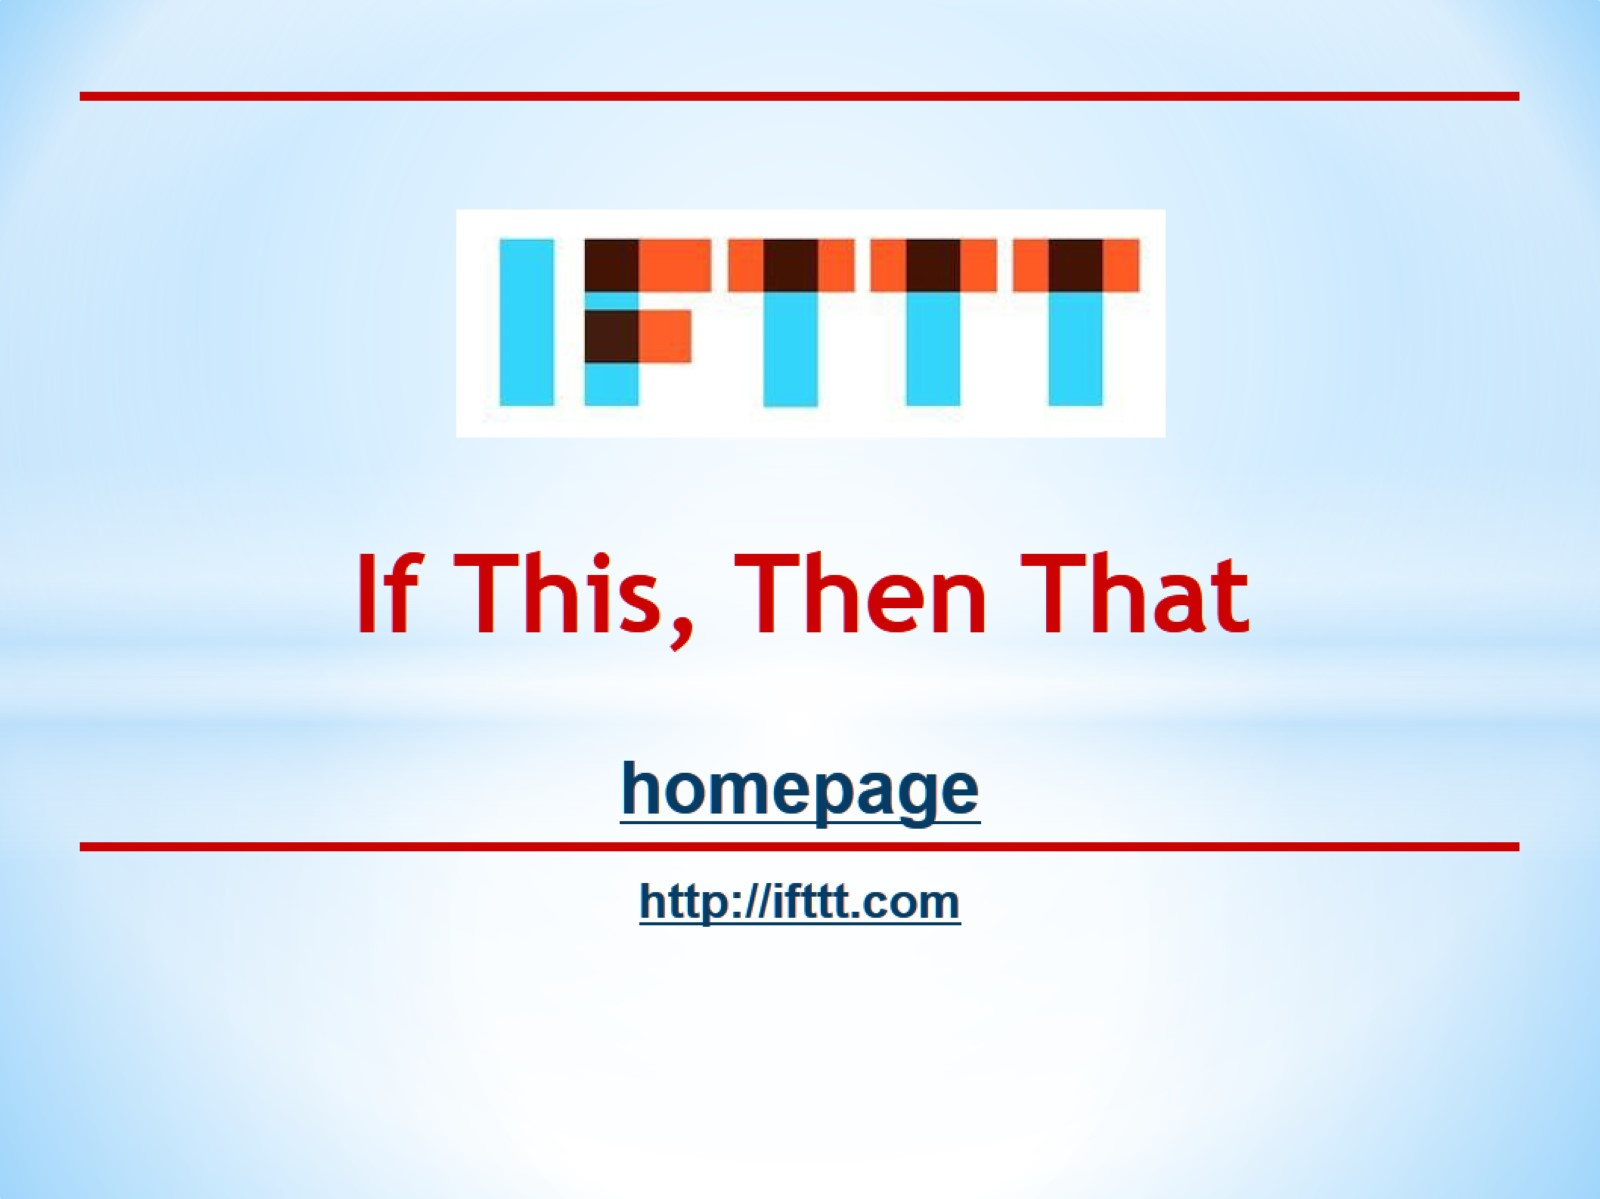 IFTTT
If This, Then That
homepage
http://ifttt.com